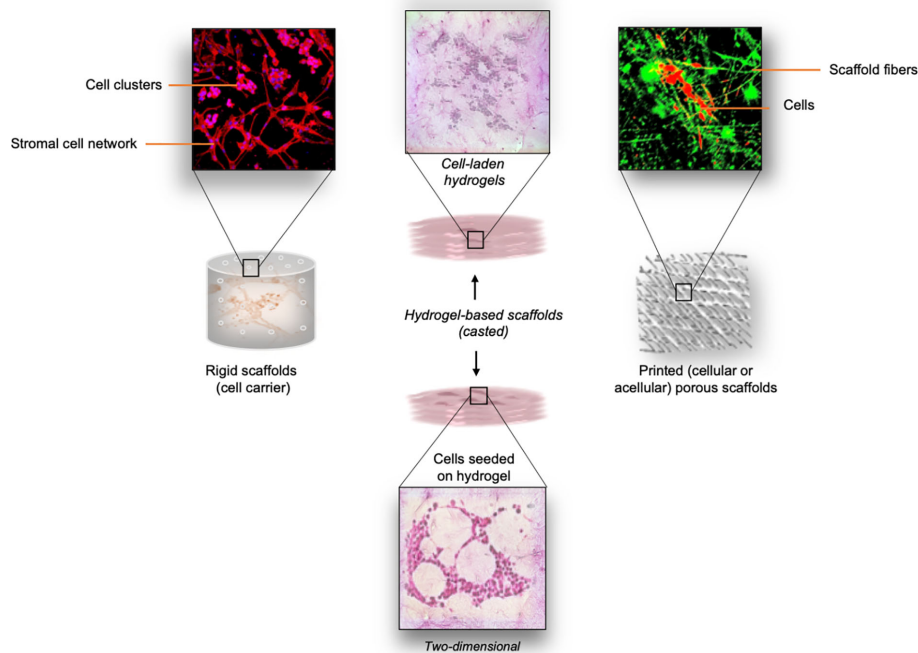 Cell clusters
Stromal cell network
Cell-laden
hydrogels
Scaffold fibers
Cells
Hydrogel-based scaffolds
(casted)
Rigid scaffolds
(cell carrier)
Printed (cellular or
acellular) porous scaffolds
Cells seeded
on hydrogel
Two-dimensional